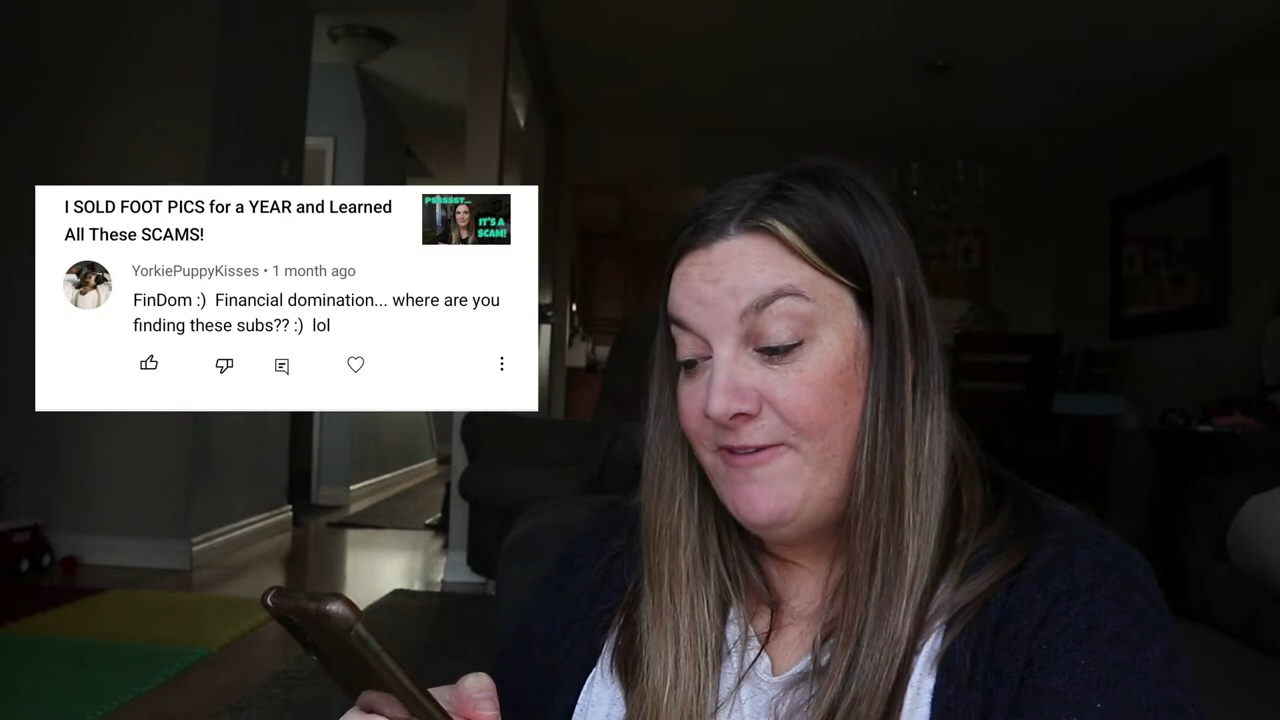 I SOLD FOOT PICS for a YEAR and Learned
All These SCAMS!
PSSSSST...
IT'S A
SCAM!
YorkiePuppyKisses • 1 month ago
FinDom :)  Financial domination... where are you
finding these subs?? :)  lol